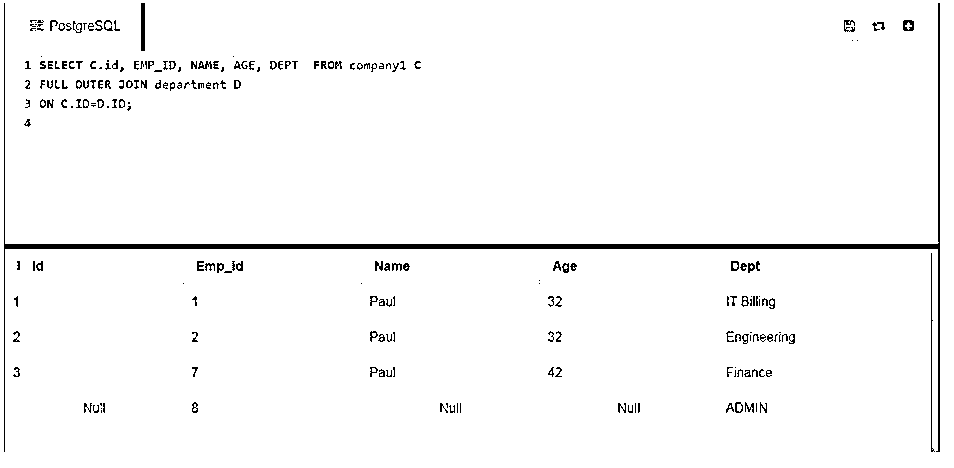 PostgreSQL
1 SELECT C.id, EMP_ID, NAME, AGE, DEPT FROM company1 C
2 FULL OUTER JOIN department D
3 ON C.ID=D.ID;
4
Id Emp_id Name Age Dept
1 1 Paul 32 IT Billing
2 2 Paul 32 Engineering
3 7 Paul 42 Finance
Null 8 Null Null ADMIN